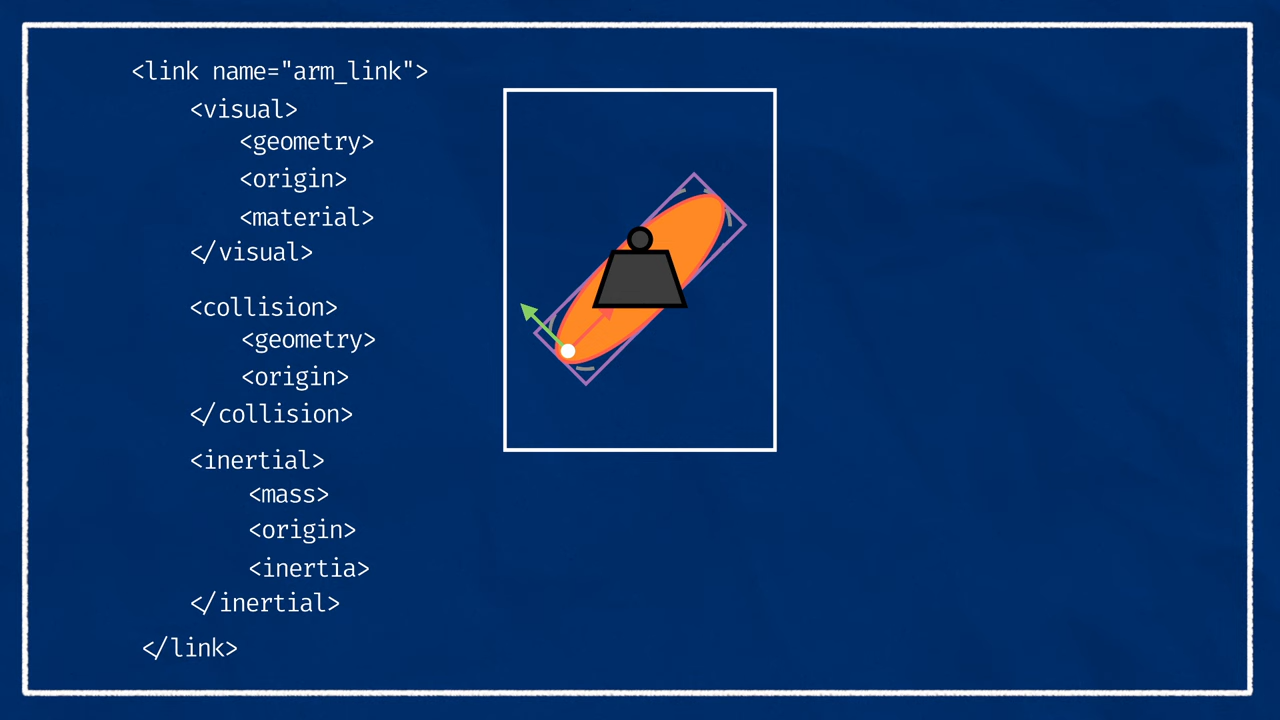 <link name="arm_link">
<visual>
<geometry>
<origin>
<material>
</visual>
<collision>
<geometry>
<origin>
</collision>
<inertial>
<mass>
<origin>
<inertia>
</inertial>
</link>